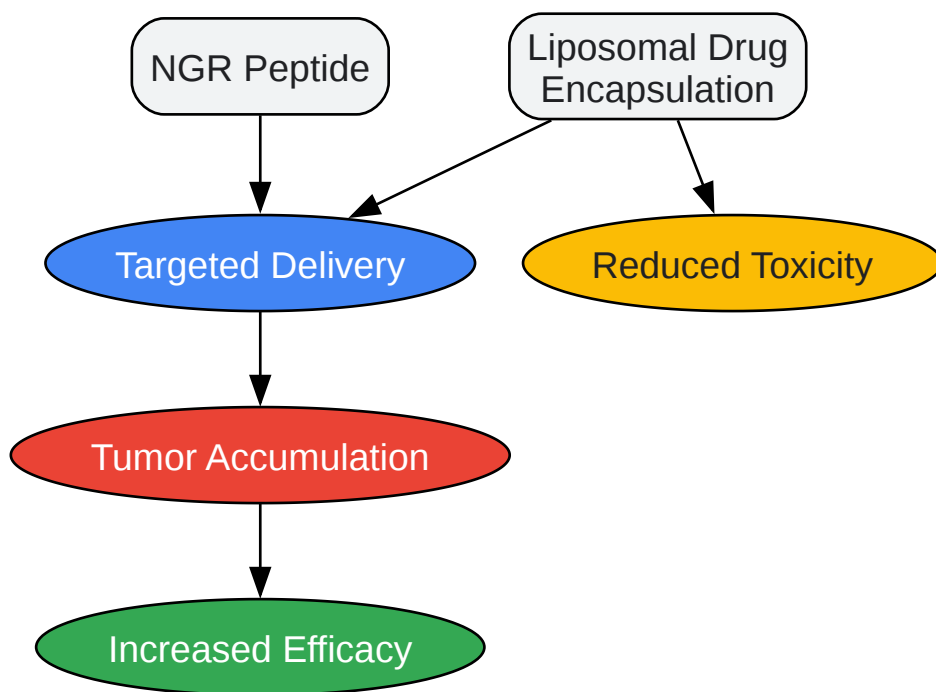 NGR Peptide
Liposomal Drug
Encapsulation
Targeted Delivery
Reduced Toxicity
Tumor Accumulation
Increased Efficacy